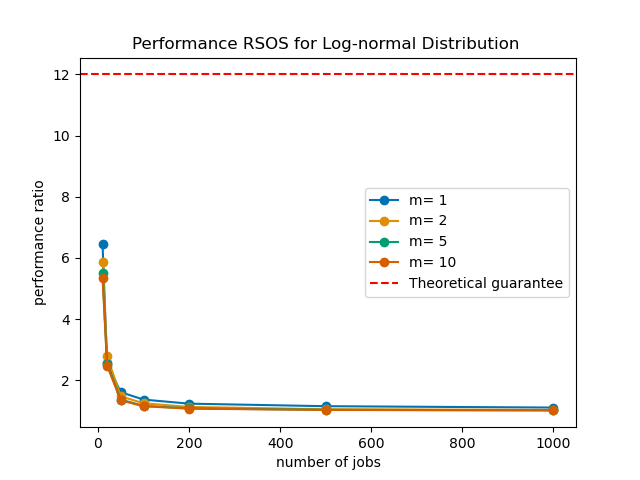 Performance RSOS for Log-normal Distribution
12
10
8
6
4
2
performance ratio
m= 1
m= 2
m= 5
m= 10
Theoretical guarantee
0 200 400 600 800 1000
number of jobs